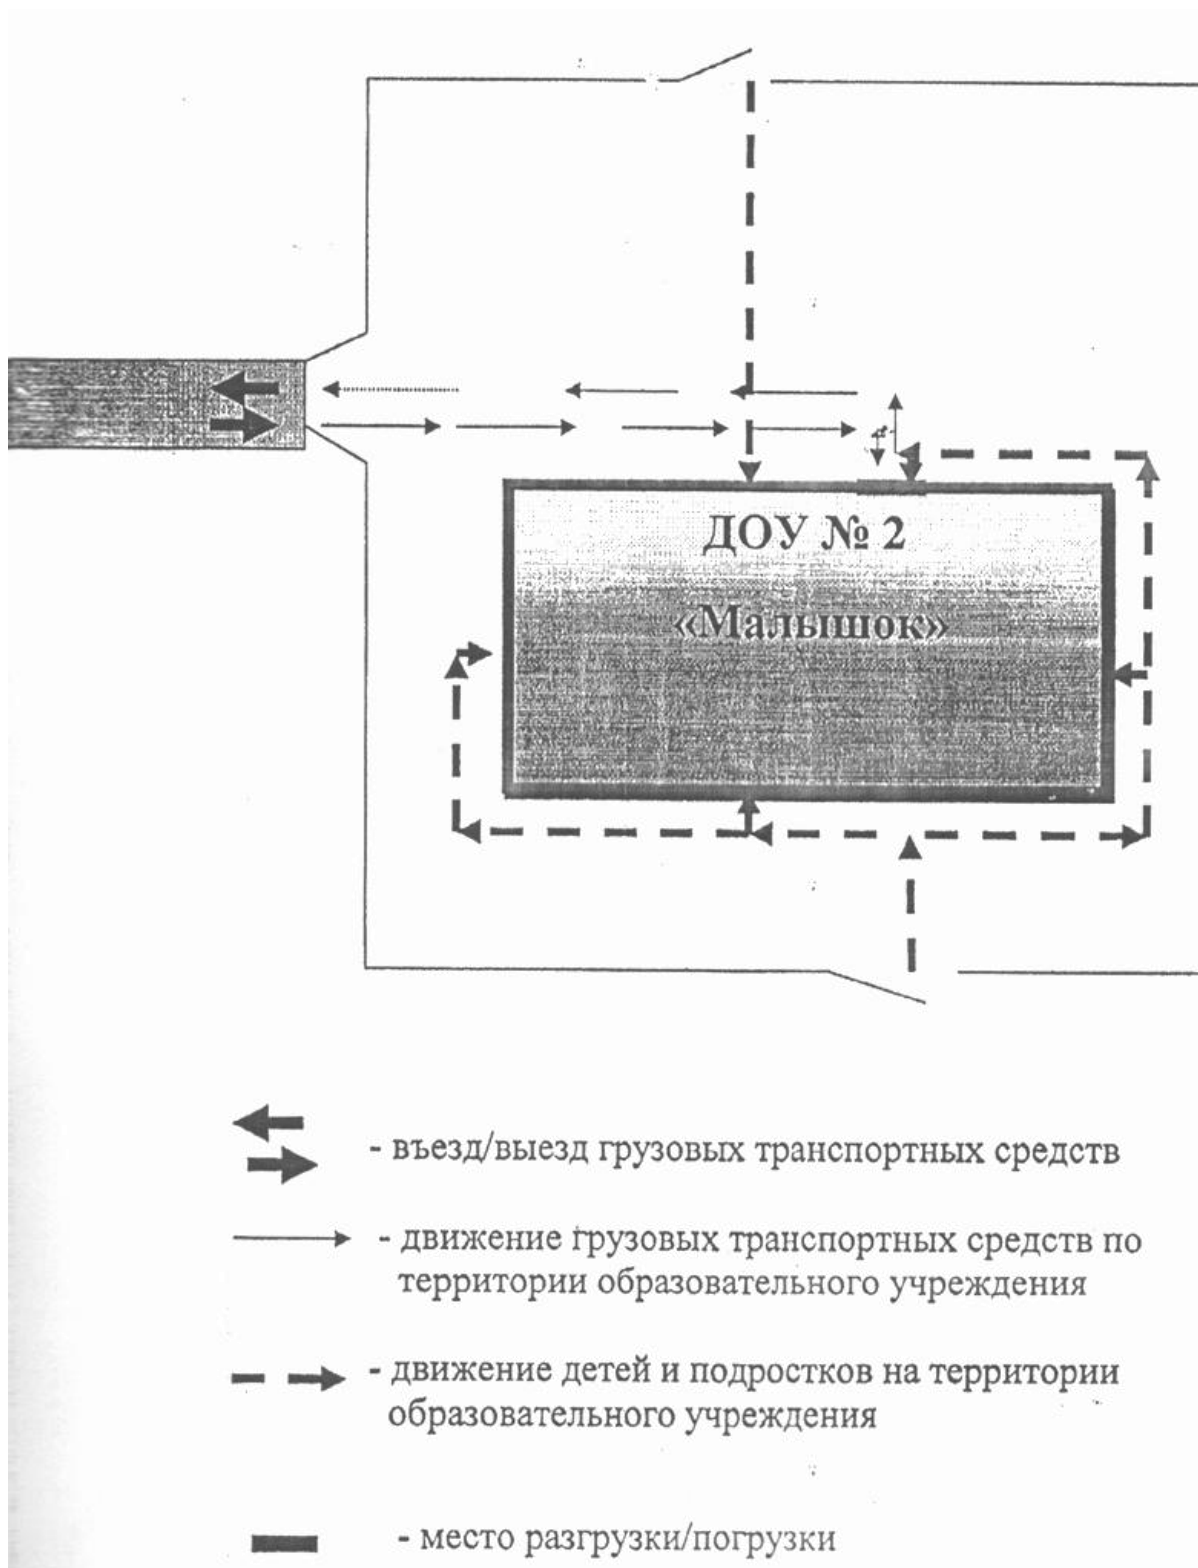 ДОУ № 2
«Малышок»
- въезд/выезд грузовых транспортных средств
- движение грузовых транспортных средств по
территории образовательного учреждения
- движение детей и подростков на территории
образовательного учреждения
- место разгрузки/погрузки